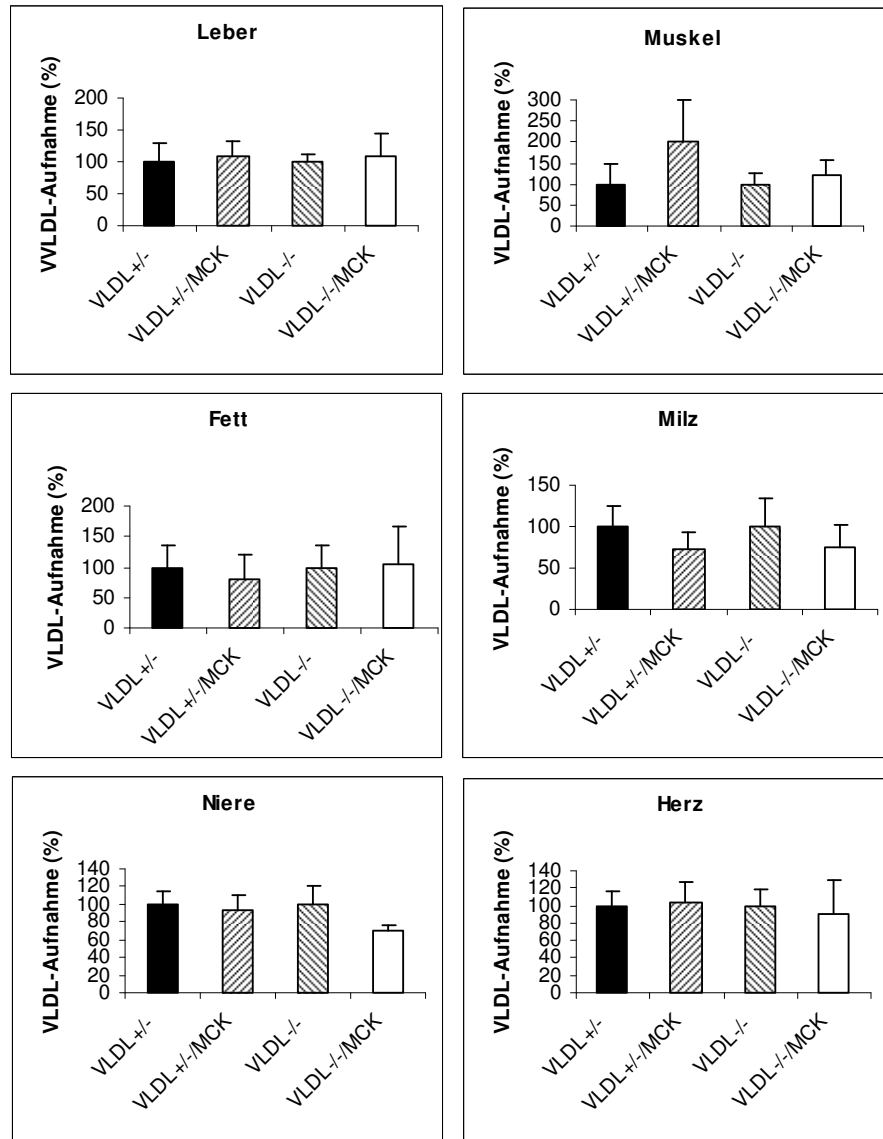 Leber
VVLDL-Aufnahme (%)
200
150
100
50
0
VLDL+/-
VLDL+/-/MCK
VLDL-/-
VLDL-/-/MCK
Muskel
VLDL-Aufnahme (%)
300
250
200
150
100
50
0
VLDL+/-
VLDL+/-/MCK
VLDL-/-
VLDL-/-/MCK
Fett
VLDL-Aufnahme (%)
200
150
100
50
0
VLDL+/-
VLDL+/-/MCK
VLDL-/-
VLDL-/-/MCK
Milz
VLDL-Aufnahme (%)
150
100
50
0
VLDL+/-
VLDL+/-/MCK
VLDL-/-
VLDL-/-/MCK
Niere
VLDL-Aufnahme (%)
140
120
100
80
60
40
20
0
VLDL+/-
VLDL+/-/MCK
VLDL-/-
VLDL-/-/MCK
Herz
VLDL-Aufnahme (%)
140
120
100
80
60
40
20
0
VLDL+/-
VLDL+/-/MCK
VLDL-/-
VLDL-/-/MCK